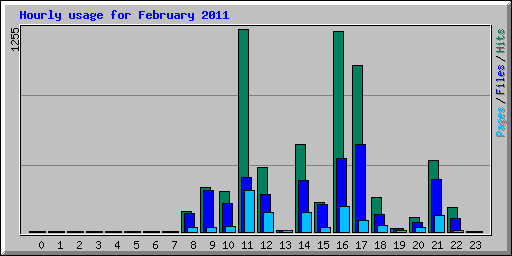 Hourly usage for February 2011
1255
Pages/Files/Hits
0 1 2 3 4 5 6 7 8 9 10 11 12 13 14 15 16 17 18 19 20 21 22 23